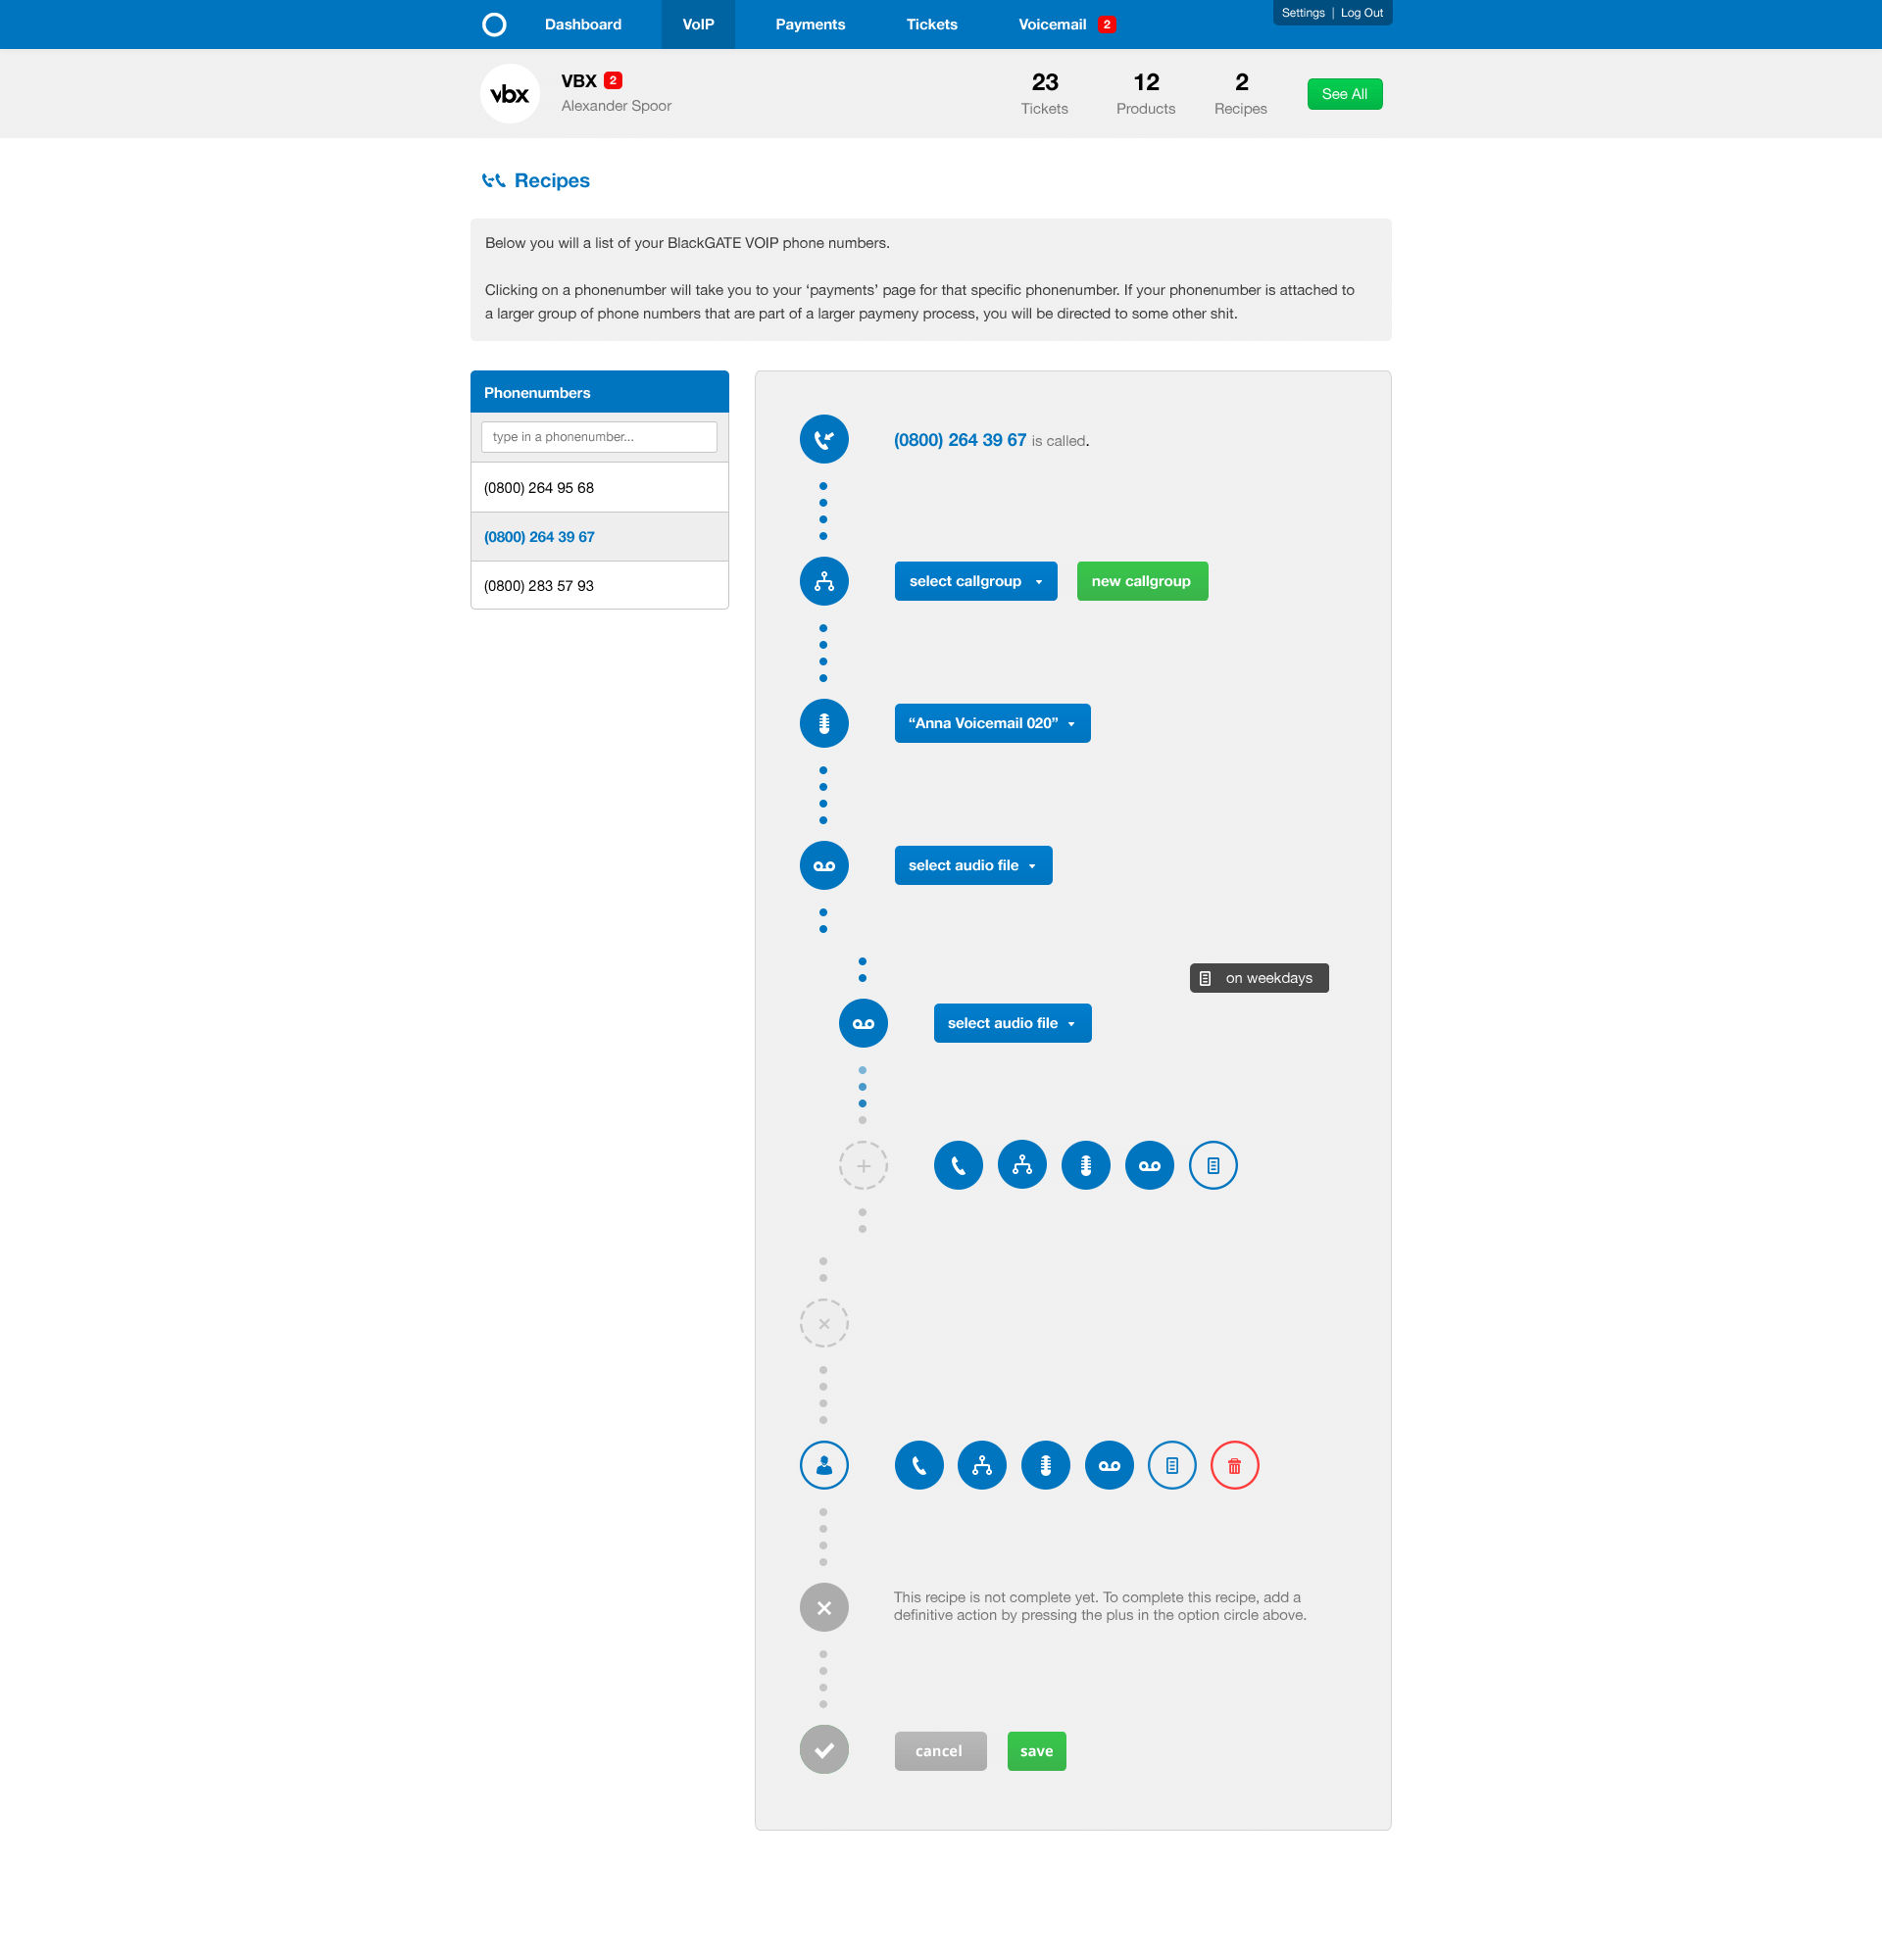 Dashboard VoIP Payments Tickets Voicemail 2 Settings | Log Out
vbx
VBX 2
Alexander Spoor
23 Tickets
12 Products
2 Recipes
See All
Recipes
Below you will a list of your BlackGATE VOIP phone numbers.
Clicking on a phonenumber will take you to your ‘payments’ page for that specific phonenumber. If your phonenumber is attached to
a larger group of phone numbers that are part of a larger paymeny process, you will be directed to some other shit.
Phonenumbers
type in a phonenumber...
(0800) 264 95 68
(0800) 264 39 67
(0800) 283 57 93
(0800) 264 39 67 is called.
select callgroup new callgroup
“Anna Voicemail 020”
select audio file
on weekdays
select audio file
This recipe is not complete yet. To complete this recipe, add a
definitive action by pressing the plus in the option circle above.
cancel save